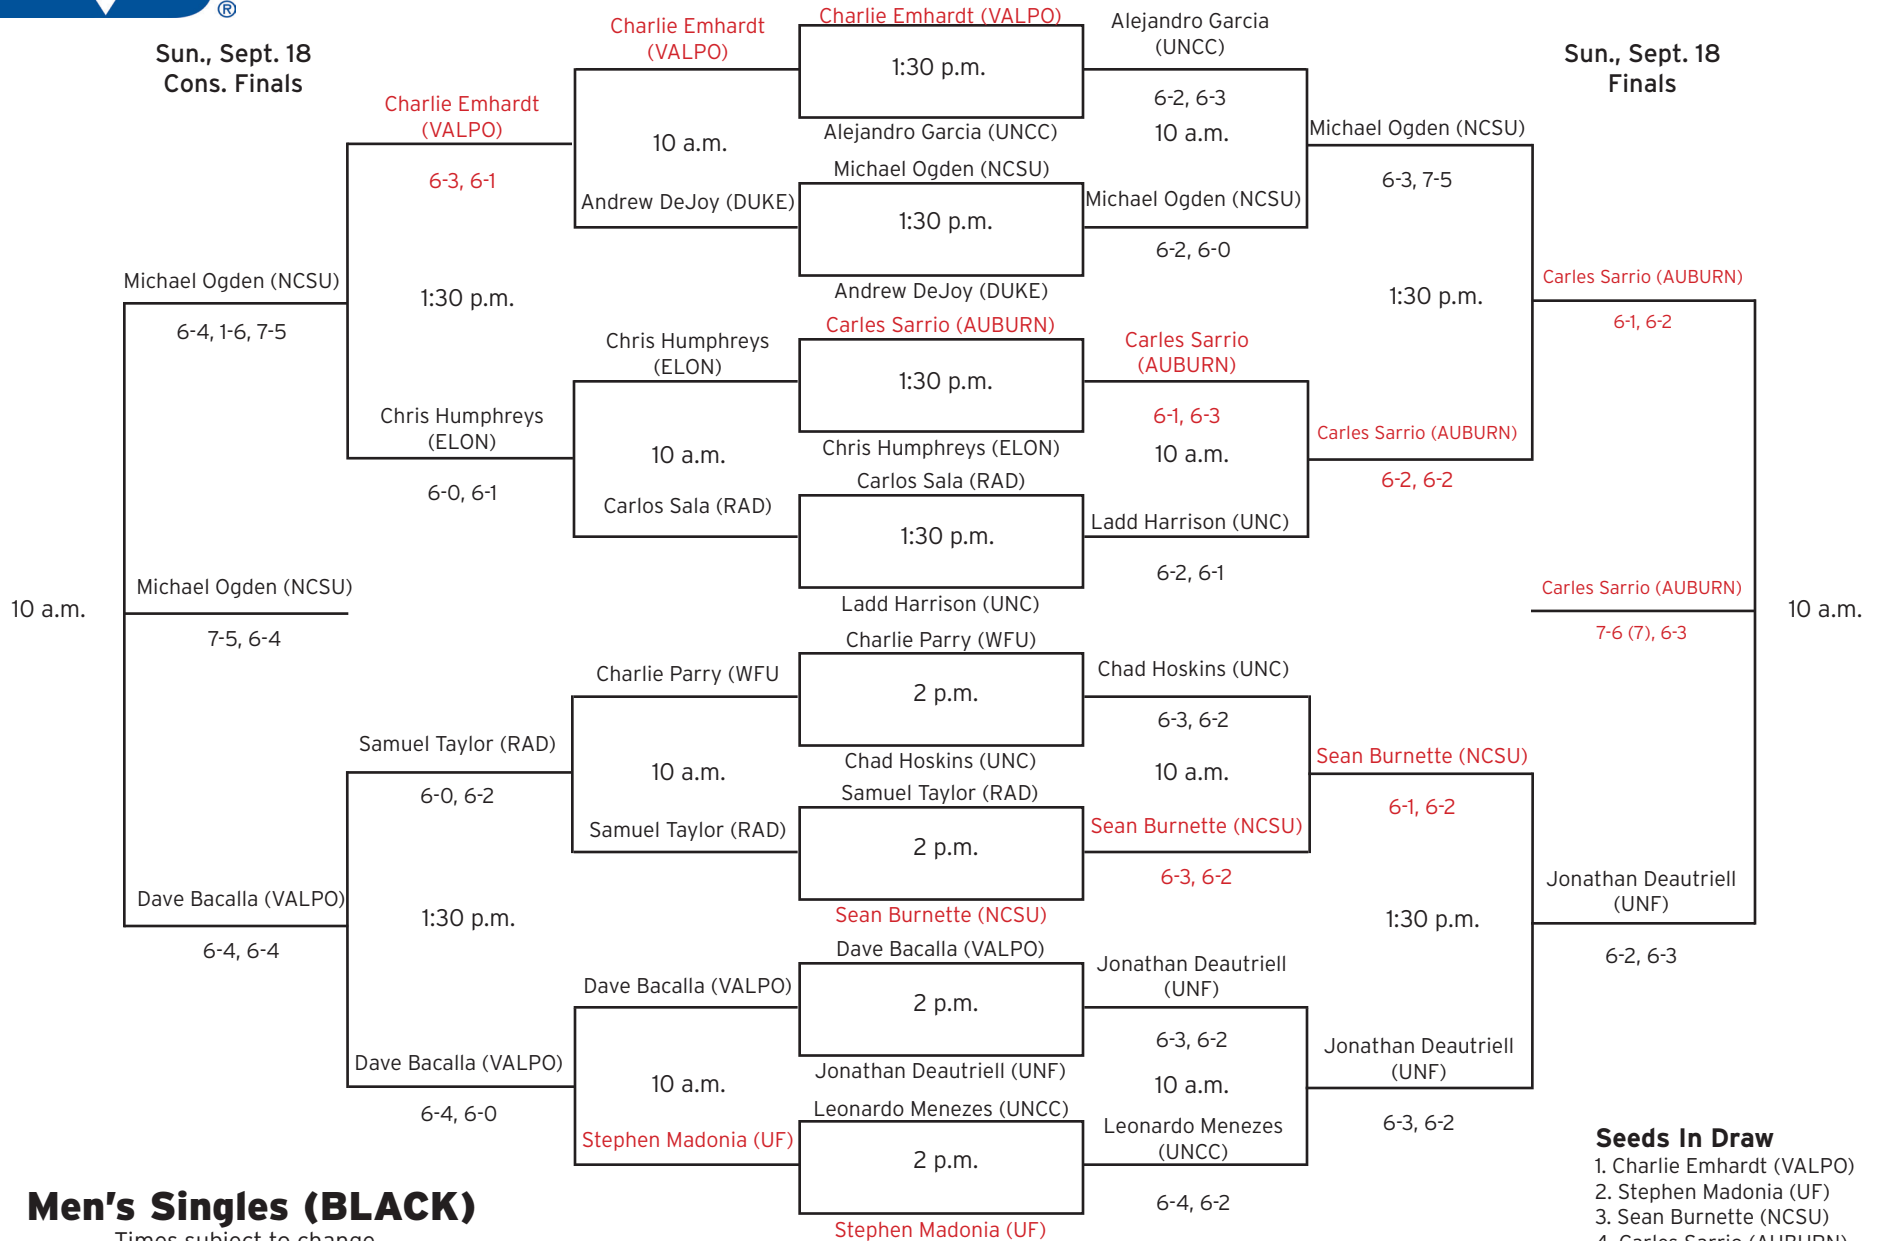 ®
Sun., Sept. 18
Cons. Finals
Sun., Sept. 18
Finals
Michael Ogden (NCSU)
6-4, 1-6, 7-5
10 a.m.
Michael Ogden (NCSU)
7-5, 6-4
Dave Bacalla (VALPO)
6-4, 6-4
Charlie Emhardt
(VALPO)
6-3, 6-1
1:30 p.m.
Chris Humphreys
(ELON)
6-0, 6-1
Samuel Taylor (RAD)
6-0, 6-2
1:30 p.m.
Dave Bacalla (VALPO)
6-4, 6-0
Charlie Emhardt
(VALPO)
10 a.m.
Andrew DeJoy (DUKE)
Chris Humphreys
(ELON)
10 a.m.
Carlos Sala (RAD)
Charlie Parry (WFU
10 a.m.
Samuel Taylor (RAD)
Dave Bacalla (VALPO)
10 a.m.
Stephen Madonia (UF)
Charlie Emhardt (VALPO)
1:30 p.m.
Alejandro Garcia (UNCC)
Michael Ogden (NCSU)
1:30 p.m.
Andrew DeJoy (DUKE)
Carles Sarrio (AUBURN)
1:30 p.m.
Chris Humphreys (ELON)
Carlos Sala (RAD)
1:30 p.m.
Ladd Harrison (UNC)
Charlie Parry (WFU)
2 p.m.
Chad Hoskins (UNC)
Samuel Taylor (RAD)
2 p.m.
Sean Burnette (NCSU)
Dave Bacalla (VALPO)
2 p.m.
Jonathan Deautriell (UNF)
Leonardo Menezes (UNCC)
2 p.m.
Stephen Madonia (UF)
Alejandro Garcia
(UNCC)
6-2, 6-3
10 a.m.
Michael Ogden (NCSU)
6-2, 6-0
Carles Sarrio
(AUBURN)
6-1, 6-3
10 a.m.
Ladd Harrison (UNC)
6-2, 6-1
Chad Hoskins (UNC)
6-3, 6-2
10 a.m.
Sean Burnette (NCSU)
6-3, 6-2
Jonathan Deautriell
(UNF)
6-3, 6-2
10 a.m.
Leonardo Menezes
(UNCC)
6-4, 6-2
Michael Ogden (NCSU)
6-3, 7-5
1:30 p.m.
Carles Sarrio (AUBURN)
6-2, 6-2
Sean Burnette (NCSU)
6-1, 6-2
1:30 p.m.
Jonathan Deautriell
(UNF)
6-3, 6-2
Carles Sarrio (AUBURN)
6-1, 6-2
Carles Sarrio (AUBURN)
7-6 (7), 6-3
10 a.m.
Jonathan Deautriell
(UNF)
6-2, 6-3
Men's Singles (BLACK)
Times subject to change
Seeds In Draw
1. Charlie Emhardt (VALPO)
2. Stephen Madonia (UF)
3. Sean Burnette (NCSU)
4. Carles Sarrio (AUBURN)